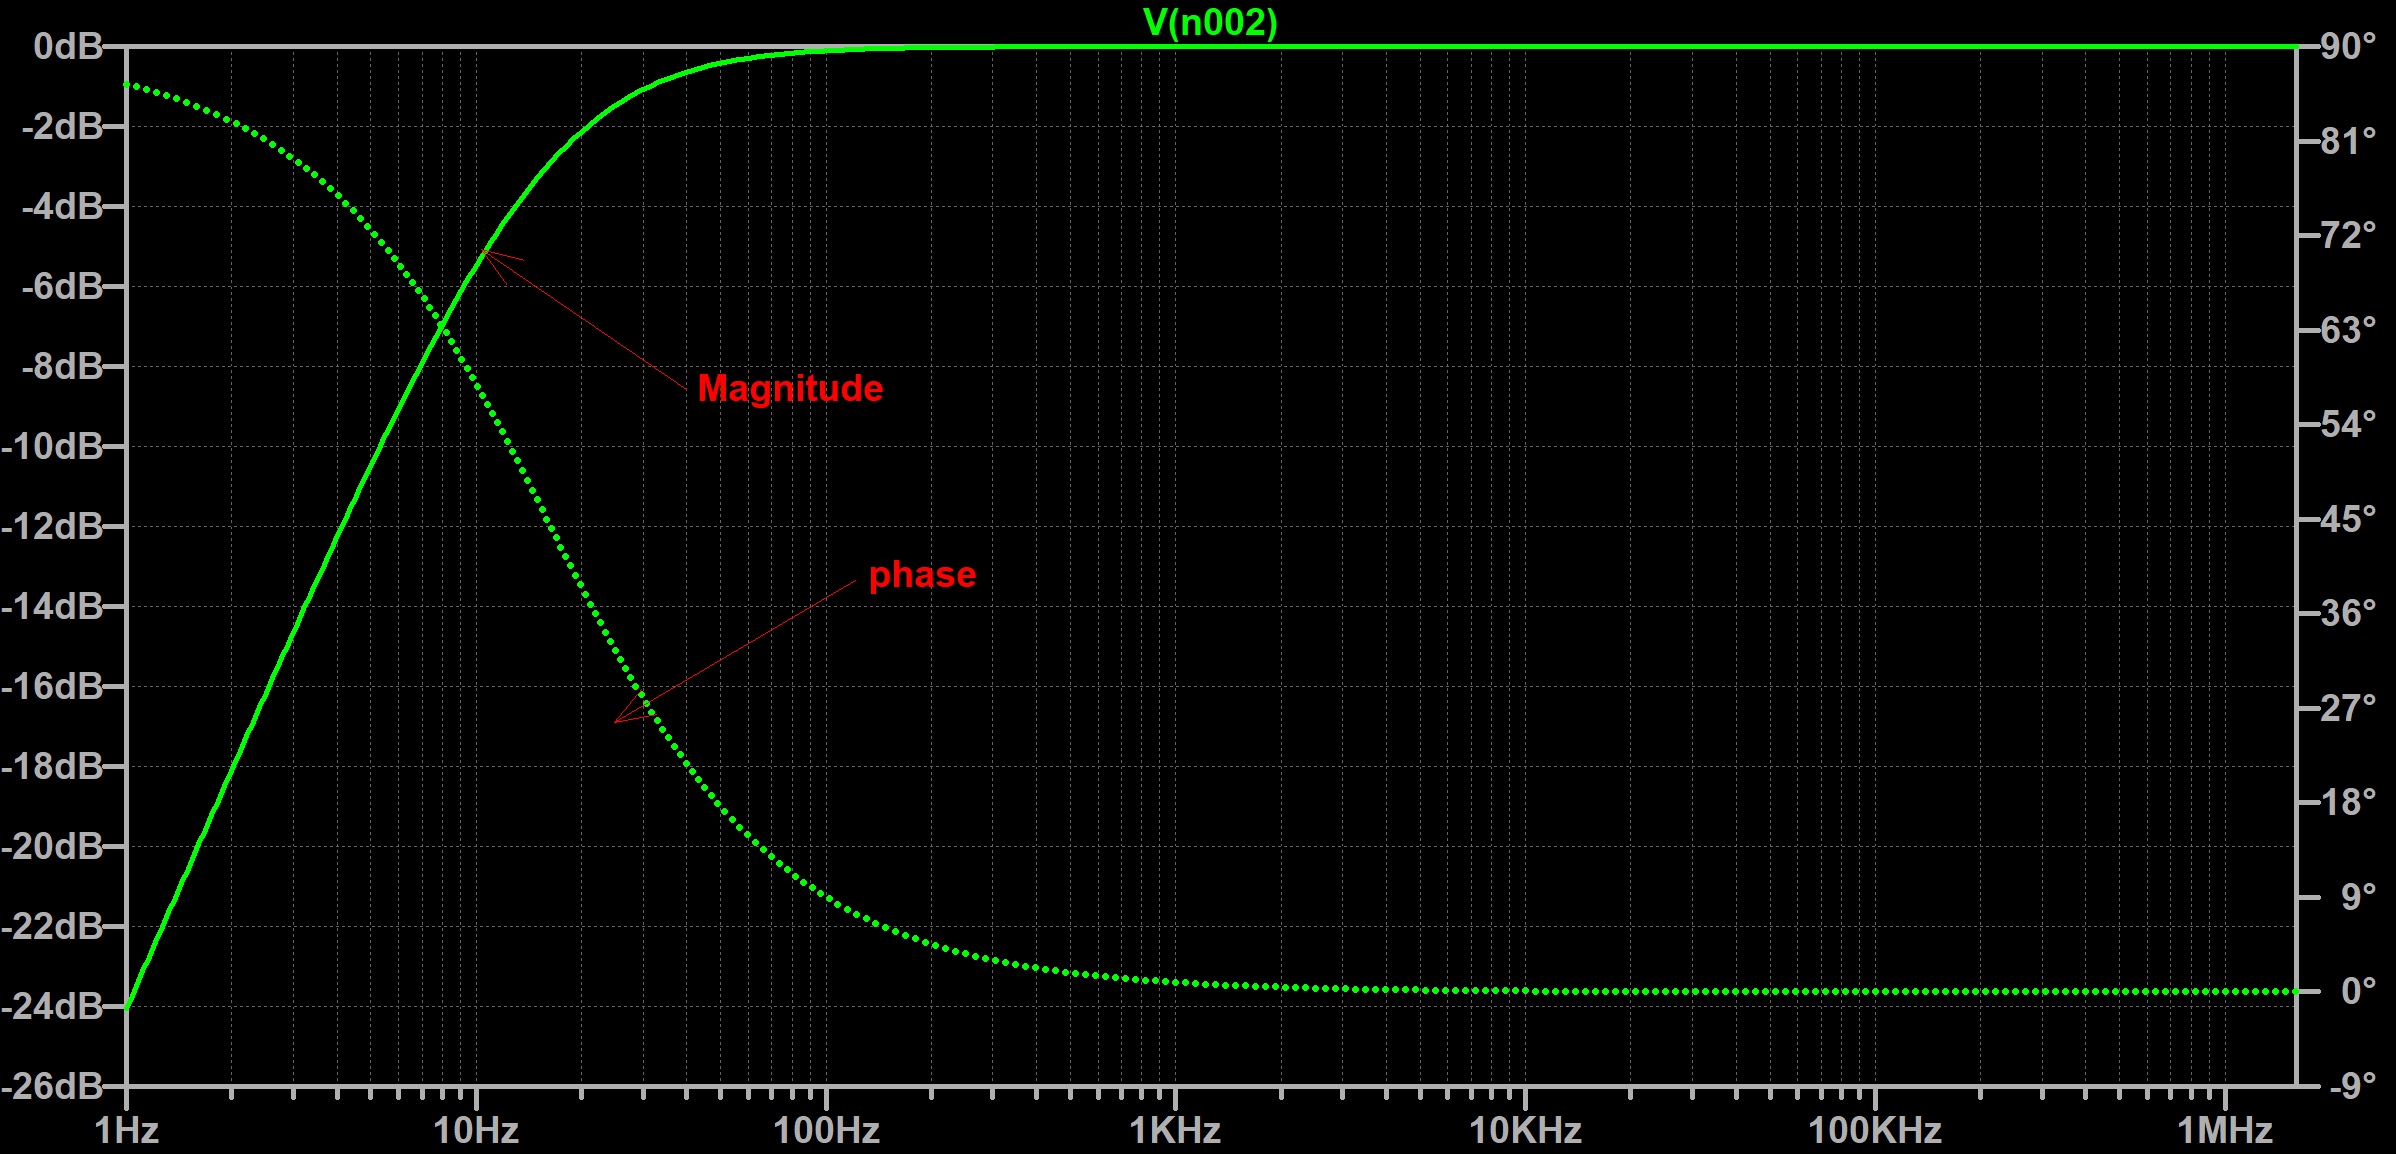 V(n002)
0dB
-2dB
-4dB
-6dB
-8dB
-10dB
-12dB
-14dB
-16dB
-18dB
-20dB
-22dB
-24dB
-26dB
90°
81°
72°
63°
54°
45°
36°
27°
18°
9°
0°
-9°
Magnitude
phase
1Hz
10Hz
100Hz
1KHz
10KHz
100KHz
1MHz